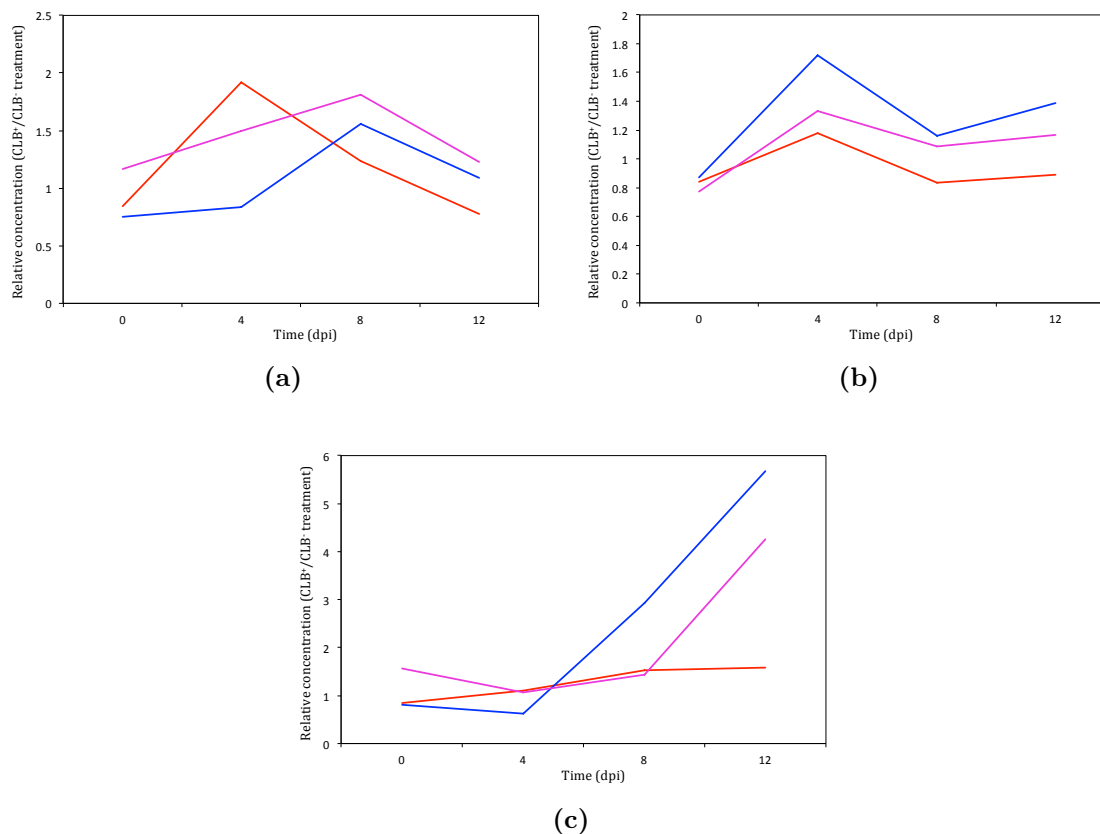 Relative concentration (CLB⁺/CLB⁻ treatment)
2.5
2
1.5
1
0.5
0
0 4 8 12
Time (dpi)
(a)
Relative concentration (CLB⁺/CLB⁻ treatment)
2
1.8
1.6
1.4
1.2
1
0.8
0.6
0.4
0.2
0
0 4 8 12
Time (dpi)
(b)
Relative concentration (CLB⁺/CLB⁻ treatment)
6
5
4
3
2
1
0
0 4 8 12
Time (dpi)
(c)